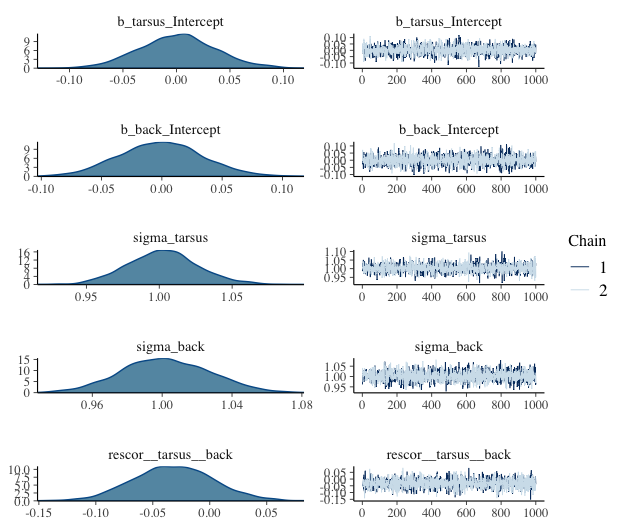 b_tarsus_Intercept
9
6
3
0
-0.10 -0.05 0.00 0.05 0.10
b_tarsus_Intercept
0.10
0.05
0.00
-0.05
-0.10
0 200 400 600 800 1000
b_back_Intercept
9
6
3
0
-0.10 -0.05 0.00 0.05 0.10
b_back_Intercept
0.10
0.05
0.00
-0.05
-0.10
0 200 400 600 800 1000
sigma_tarsus
16
12
8
4
0
0.95 1.00 1.05
sigma_tarsus
1.10
1.05
1.00
0.95
0 200 400 600 800 1000
Chain
1
2
sigma_back
15
10
5
0
0.96 1.00 1.04 1.08
sigma_back
1.05
1.00
0.95
0 200 400 600 800 1000
rescor__tarsus__back
10.0
7.5
5.0
2.5
0.0
-0.15 -0.10 -0.05 0.00 0.05
rescor__tarsus__back
0.05
0.00
-0.05
-0.10
-0.15
0 200 400 600 800 1000